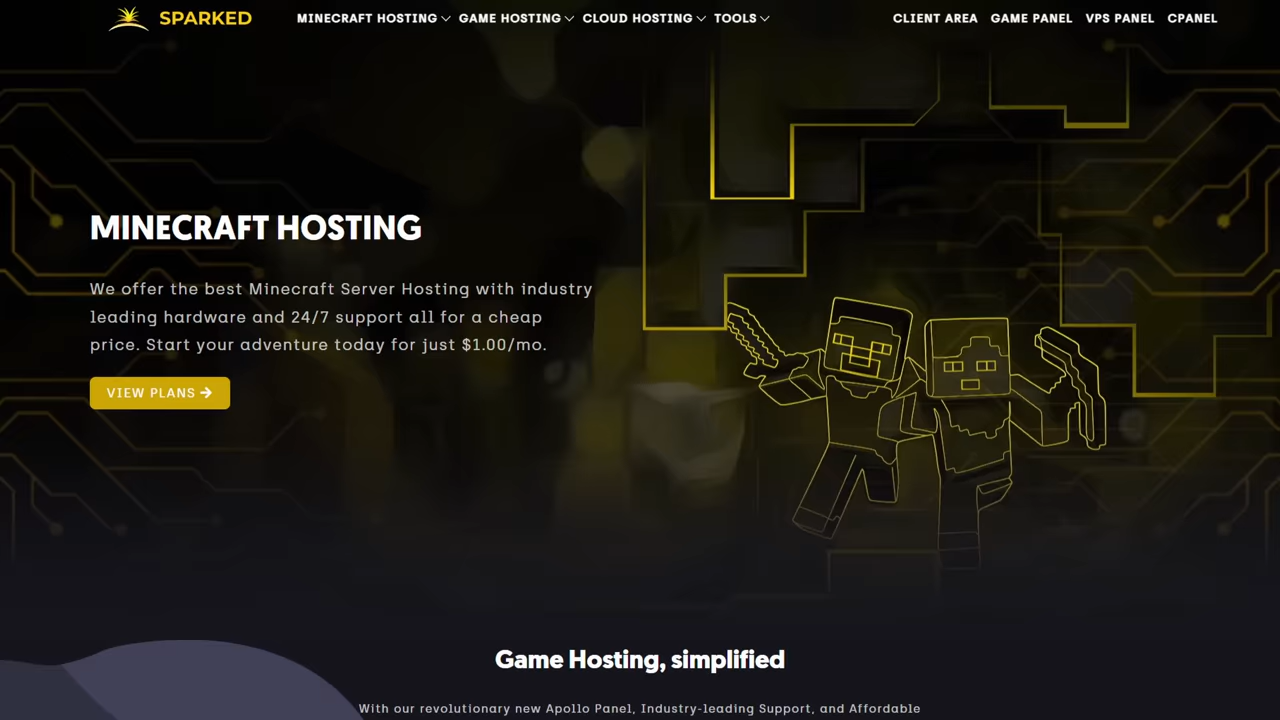 SPARKED
MINECRAFT HOSTING GAME HOSTING CLOUD HOSTING TOOLS CLIENT AREA GAME PANEL VPS PANEL CPANEL
MINECRAFT HOSTING
We offer the best Minecraft Server Hosting with industry
leading hardware and 24/7 support all for a cheap
price. Start your adventure today for just $1.00/mo.
VIEW PLANS →
Game Hosting, simplified
With our revolutionary new Apollo Panel, Industry-leading Support, and Affordable